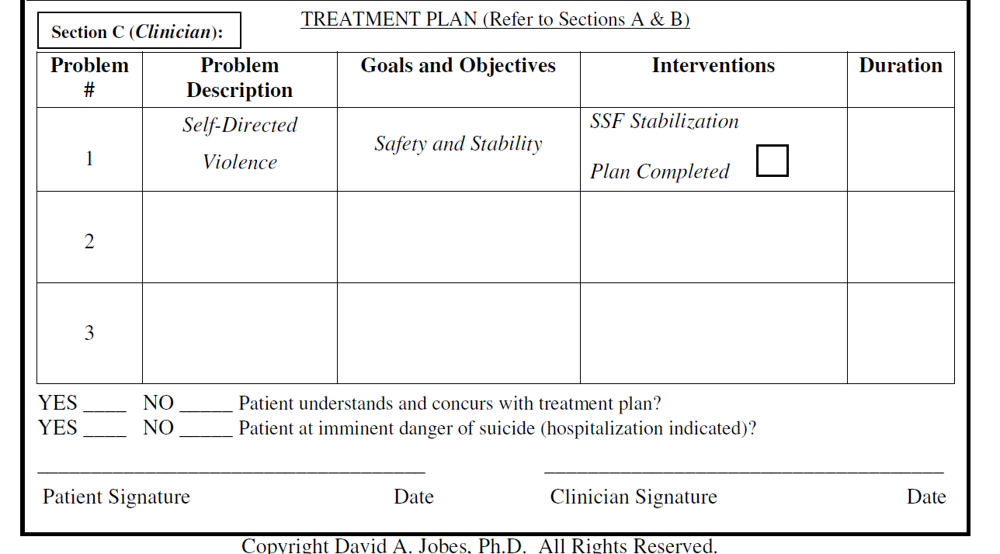 TREATMENT PLAN (Refer to Sections A & B)
Section C (Clinician):
Problem # Problem Description Goals and Objectives Interventions Duration
1 Self-Directed Violence Safety and Stability SSF Stabilization Plan Completed
2
3
YES ____ NO _____ Patient understands and concurs with treatment plan?
YES ____ NO _____ Patient at imminent danger of suicide (hospitalization indicated)?
Patient Signature Date Clinician Signature Date
Copyright David A. Jobes, Ph.D. All Rights Reserved.